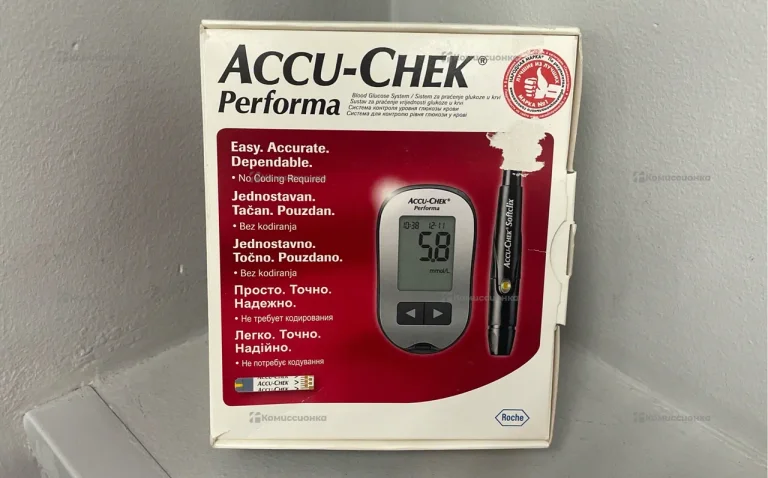 ACCU-CHEK®
Performa
Blood Glucose System / Sistem za praćenje glukoze u krvi
Sustav za praćenje vrijednosti glukoze u krvi
Система контроля уровня глюкозы крови
Система для контролю рівня глюкози у крові
МАРКА №1
Easy. Accurate.
Dependable.
• No Coding Required
Jednostavan.
Tačan. Pouzdan.
• Bez kodiranja
Jednostavno.
Točno. Pouzdano.
• Bez kodiranja
Просто. Точно.
Надежно.
• Не требует кодирования
Легко. Точно.
Надійно.
• Не потребує кодування
ACCU-CHEK®
Performa
10:38 12-11
5.8
mmol/L
ACCU-CHEK® Softclix
ACCU-CHEK
Roche
Комиссионка
Комиссионка
Комиссионка
Комиссионка
Комиссионка